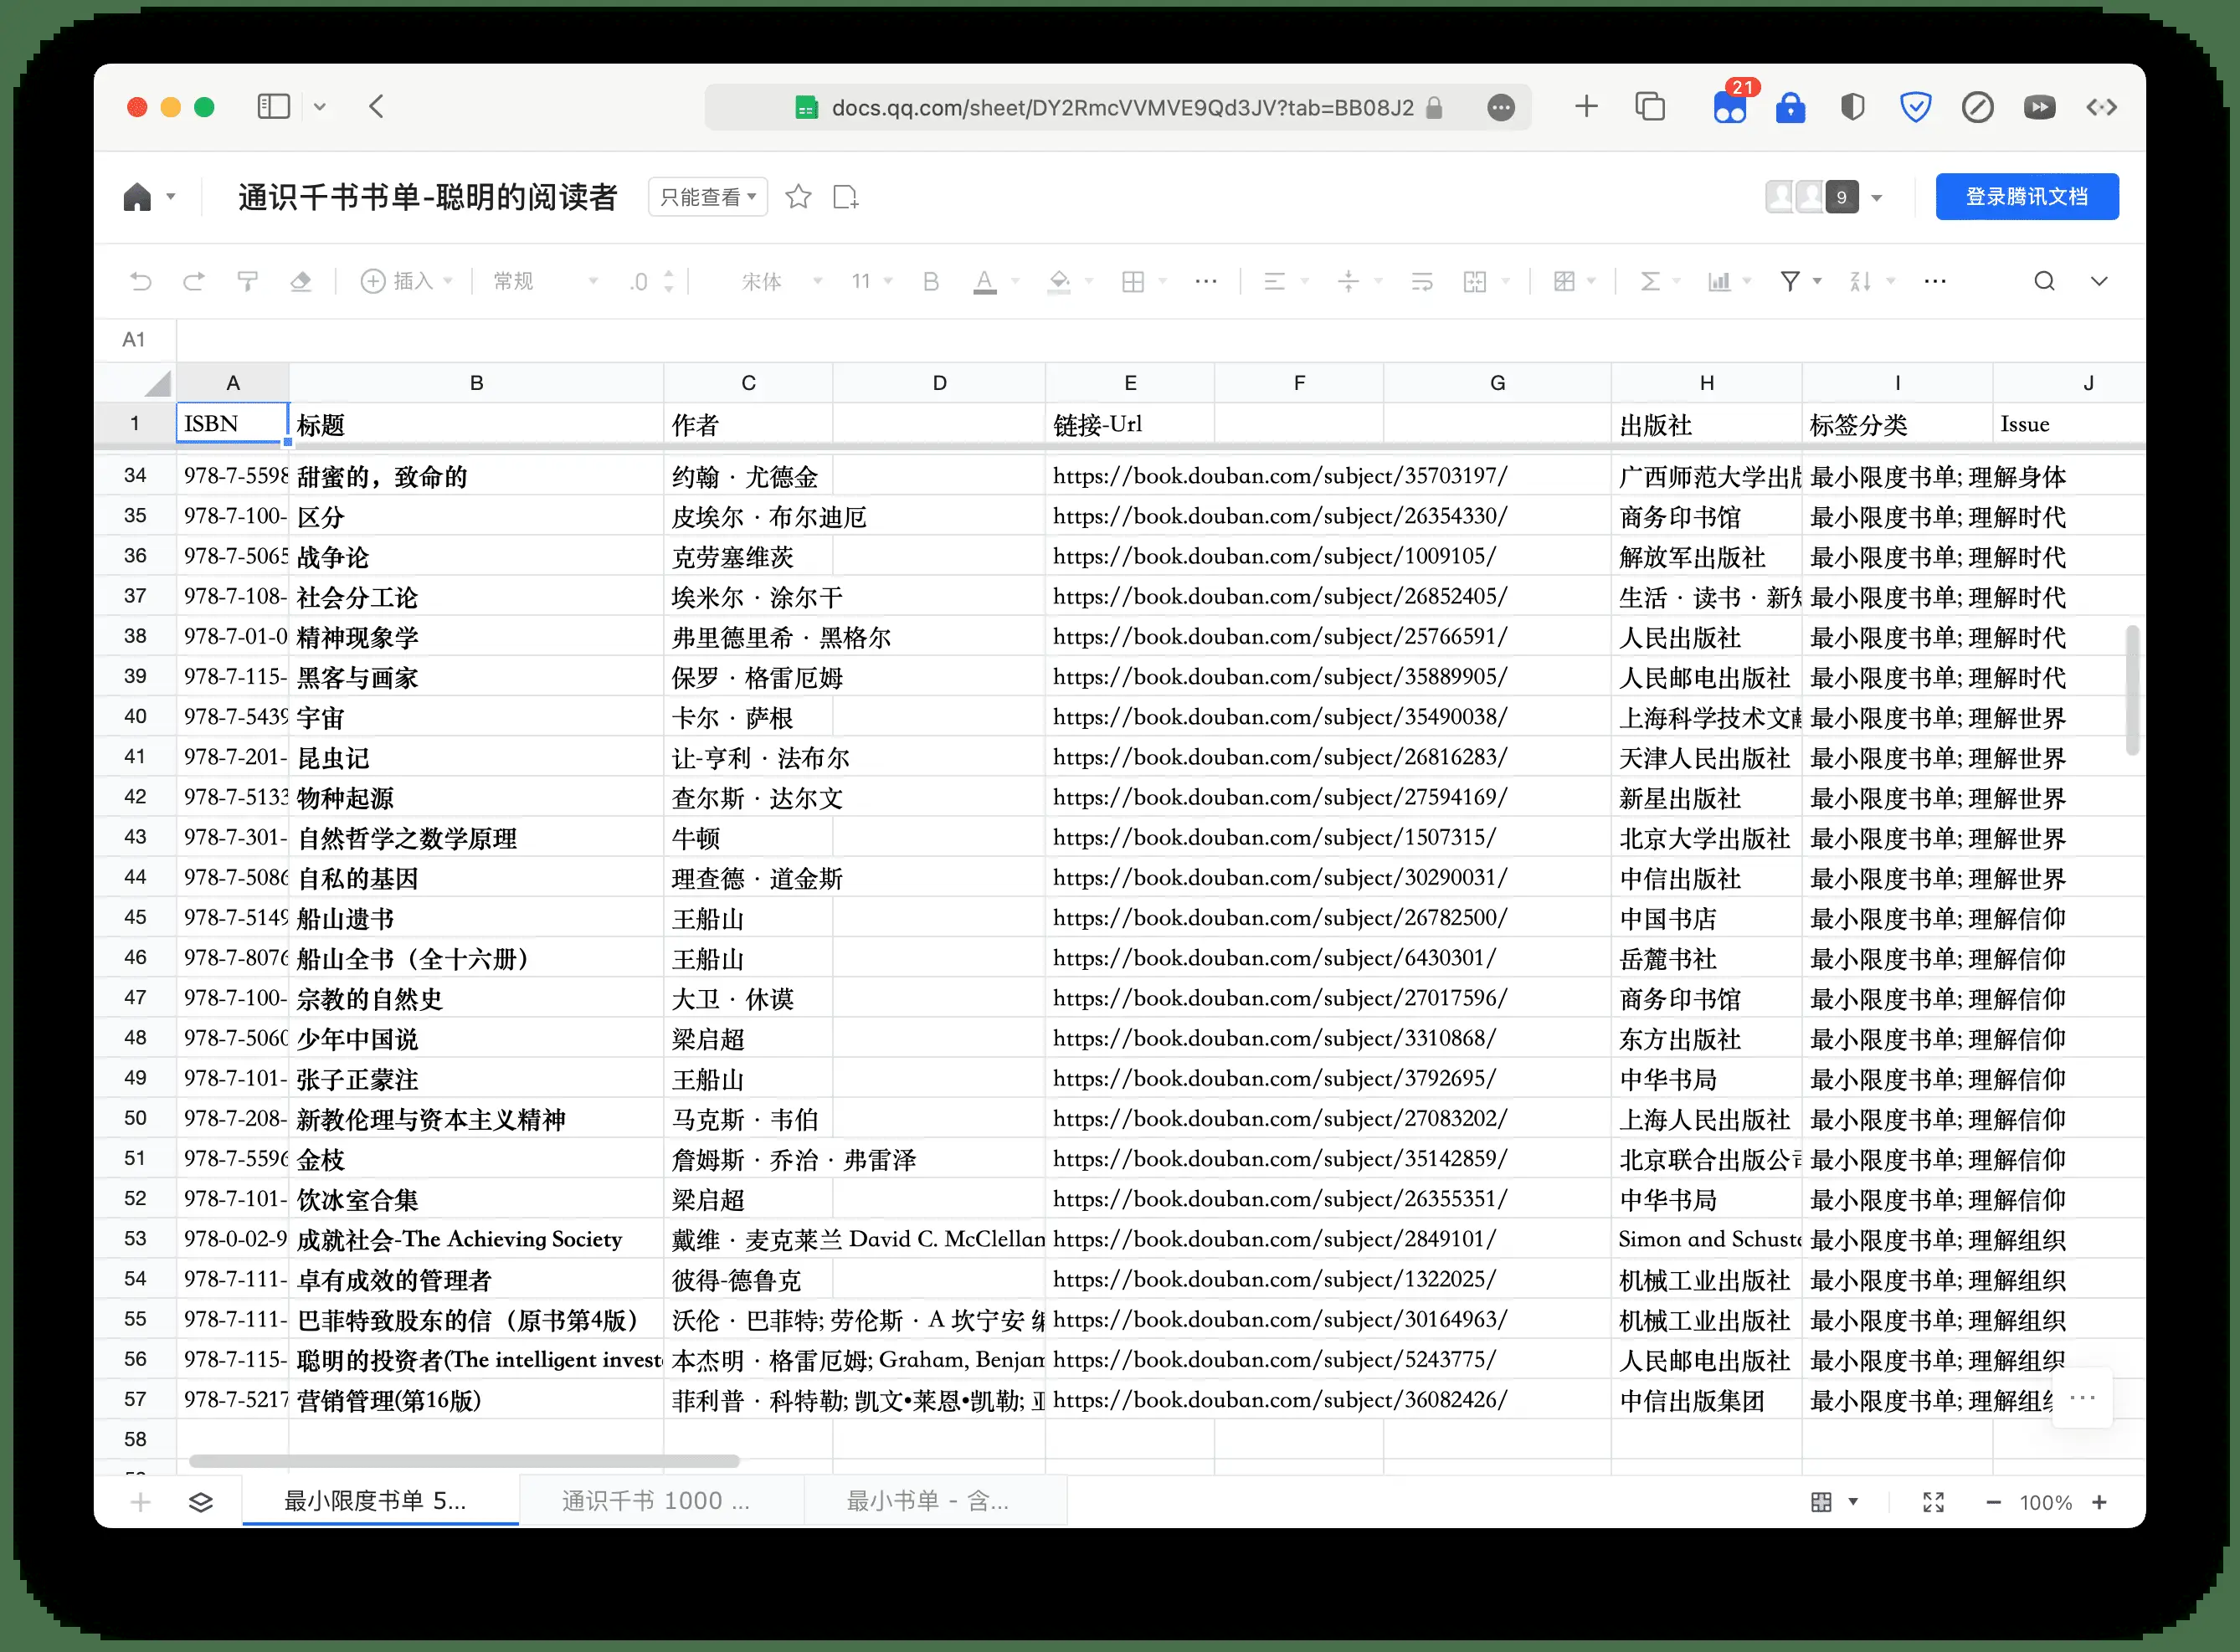 21
docs.qq.com/sheet/DY2RmcVVMVE9Qd3JV?tab=BB08J2
通识千书书单-聪明的阅读者 只能查看 9 登录腾讯文档
插入 常规 .0 宋体 11 B A
A1
A B C D E F G H I J
1 ISBN 标题 作者 链接-Url 出版社 标签分类 Issue
34 978-7-5598 甜蜜的，致命的 约翰·尤德金 https://book.douban.com/subject/35703197/ 广西师范大学出版 最小限度书单; 理解身体
35 978-7-100- 区分 皮埃尔·布尔迪厄 https://book.douban.com/subject/26354330/ 商务印书馆 最小限度书单; 理解时代
36 978-7-5065 战争论 克劳塞维茨 https://book.douban.com/subject/1009105/ 解放军出版社 最小限度书单; 理解时代
37 978-7-108- 社会分工论 埃米尔·涂尔干 https://book.douban.com/subject/26852405/ 生活·读书·新知 最小限度书单; 理解时代
38 978-7-01-0 精神现象学 弗里德里希·黑格尔 https://book.douban.com/subject/25766591/ 人民出版社 最小限度书单; 理解时代
39 978-7-115- 黑客与画家 保罗·格雷厄姆 https://book.douban.com/subject/35889905/ 人民邮电出版社 最小限度书单; 理解时代
40 978-7-5439 宇宙 卡尔·萨根 https://book.douban.com/subject/35490038/ 上海科学技术文献 最小限度书单; 理解世界
41 978-7-201- 昆虫记 让-亨利·法布尔 https://book.douban.com/subject/26816283/ 天津人民出版社 最小限度书单; 理解世界
42 978-7-5133 物种起源 查尔斯·达尔文 https://book.douban.com/subject/27594169/ 新星出版社 最小限度书单; 理解世界
43 978-7-301- 自然哲学之数学原理 牛顿 https://book.douban.com/subject/1507315/ 北京大学出版社 最小限度书单; 理解世界
44 978-7-5086 自私的基因 理查德·道金斯 https://book.douban.com/subject/30290031/ 中信出版社 最小限度书单; 理解世界
45 978-7-5149 船山遗书 王船山 https://book.douban.com/subject/26782500/ 中国书店 最小限度书单; 理解信仰
46 978-7-8076 船山全书（全十六册） 王船山 https://book.douban.com/subject/6430301/ 岳麓书社 最小限度书单; 理解信仰
47 978-7-100- 宗教的自然史 大卫·休谟 https://book.douban.com/subject/27017596/ 商务印书馆 最小限度书单; 理解信仰
48 978-7-5060 少年中国说 梁启超 https://book.douban.com/subject/3310868/ 东方出版社 最小限度书单; 理解信仰
49 978-7-101- 张子正蒙注 王船山 https://book.douban.com/subject/3792695/ 中华书局 最小限度书单; 理解信仰
50 978-7-208- 新教伦理与资本主义精神 马克斯·韦伯 https://book.douban.com/subject/27083202/ 上海人民出版社 最小限度书单; 理解信仰
51 978-7-5596 金枝 詹姆斯·乔治·弗雷泽 https://book.douban.com/subject/35142859/ 北京联合出版公司 最小限度书单; 理解信仰
52 978-7-101- 饮冰室合集 梁启超 https://book.douban.com/subject/26355351/ 中华书局 最小限度书单; 理解信仰
53 978-0-02-9 成就社会-The Achieving Society 戴维·麦克莱兰 David C. McClellan https://book.douban.com/subject/2849101/ Simon and Schuste 最小限度书单; 理解组织
54 978-7-111- 卓有成效的管理者 彼得-德鲁克 https://book.douban.com/subject/1322025/ 机械工业出版社 最小限度书单; 理解组织
55 978-7-111- 巴菲特致股东的信（原书第4版） 沃伦·巴菲特; 劳伦斯·A 坎宁安 编 https://book.douban.com/subject/30164963/ 机械工业出版社 最小限度书单; 理解组织
56 978-7-115- 聪明的投资者(The intelligent invest 本杰明·格雷厄姆; Graham, Benjam https://book.douban.com/subject/5243775/ 人民邮电出版社 最小限度书单; 理解组织
57 978-7-5217 营销管理(第16版) 菲利普·科特勒; 凯文•莱恩•凯勒; https://book.douban.com/subject/36082426/ 中信出版集团 最小限度书单; 理解组织
58
最小限度书单 5... 通识千书 1000 ... 最小书单 - 含... 100%